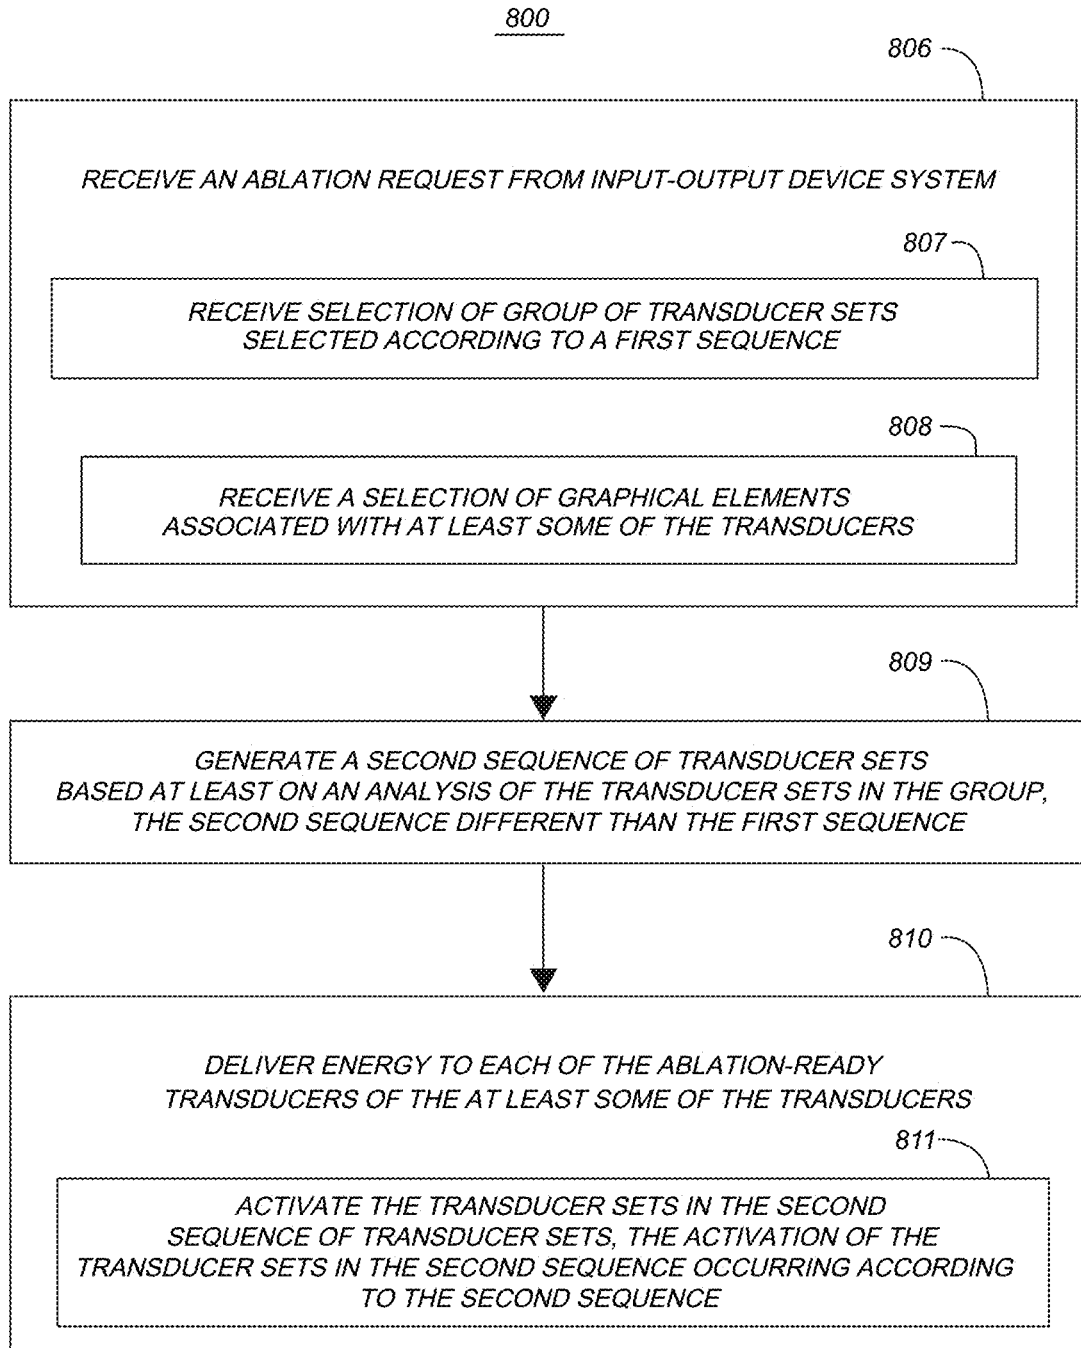 800
806
RECEIVE AN ABLATION REQUEST FROM INPUT-OUTPUT DEVICE SYSTEM
807
RECEIVE SELECTION OF GROUP OF TRANSDUCER SETS
SELECTED ACCORDING TO A FIRST SEQUENCE
808
RECEIVE A SELECTION OF GRAPHICAL ELEMENTS
ASSOCIATED WITH AT LEAST SOME OF THE TRANSDUCERS
809
GENERATE A SECOND SEQUENCE OF TRANSDUCER SETS
BASED AT LEAST ON AN ANALYSIS OF THE TRANSDUCER SETS IN THE GROUP,
THE SECOND SEQUENCE DIFFERENT THAN THE FIRST SEQUENCE
810
DELIVER ENERGY TO EACH OF THE ABLATION-READY
TRANSDUCERS OF THE AT LEAST SOME OF THE TRANSDUCERS
811
ACTIVATE THE TRANSDUCER SETS IN THE SECOND
SEQUENCE OF TRANSDUCER SETS, THE ACTIVATION OF THE
TRANSDUCER SETS IN THE SECOND SEQUENCE OCCURRING ACCORDING
TO THE SECOND SEQUENCE